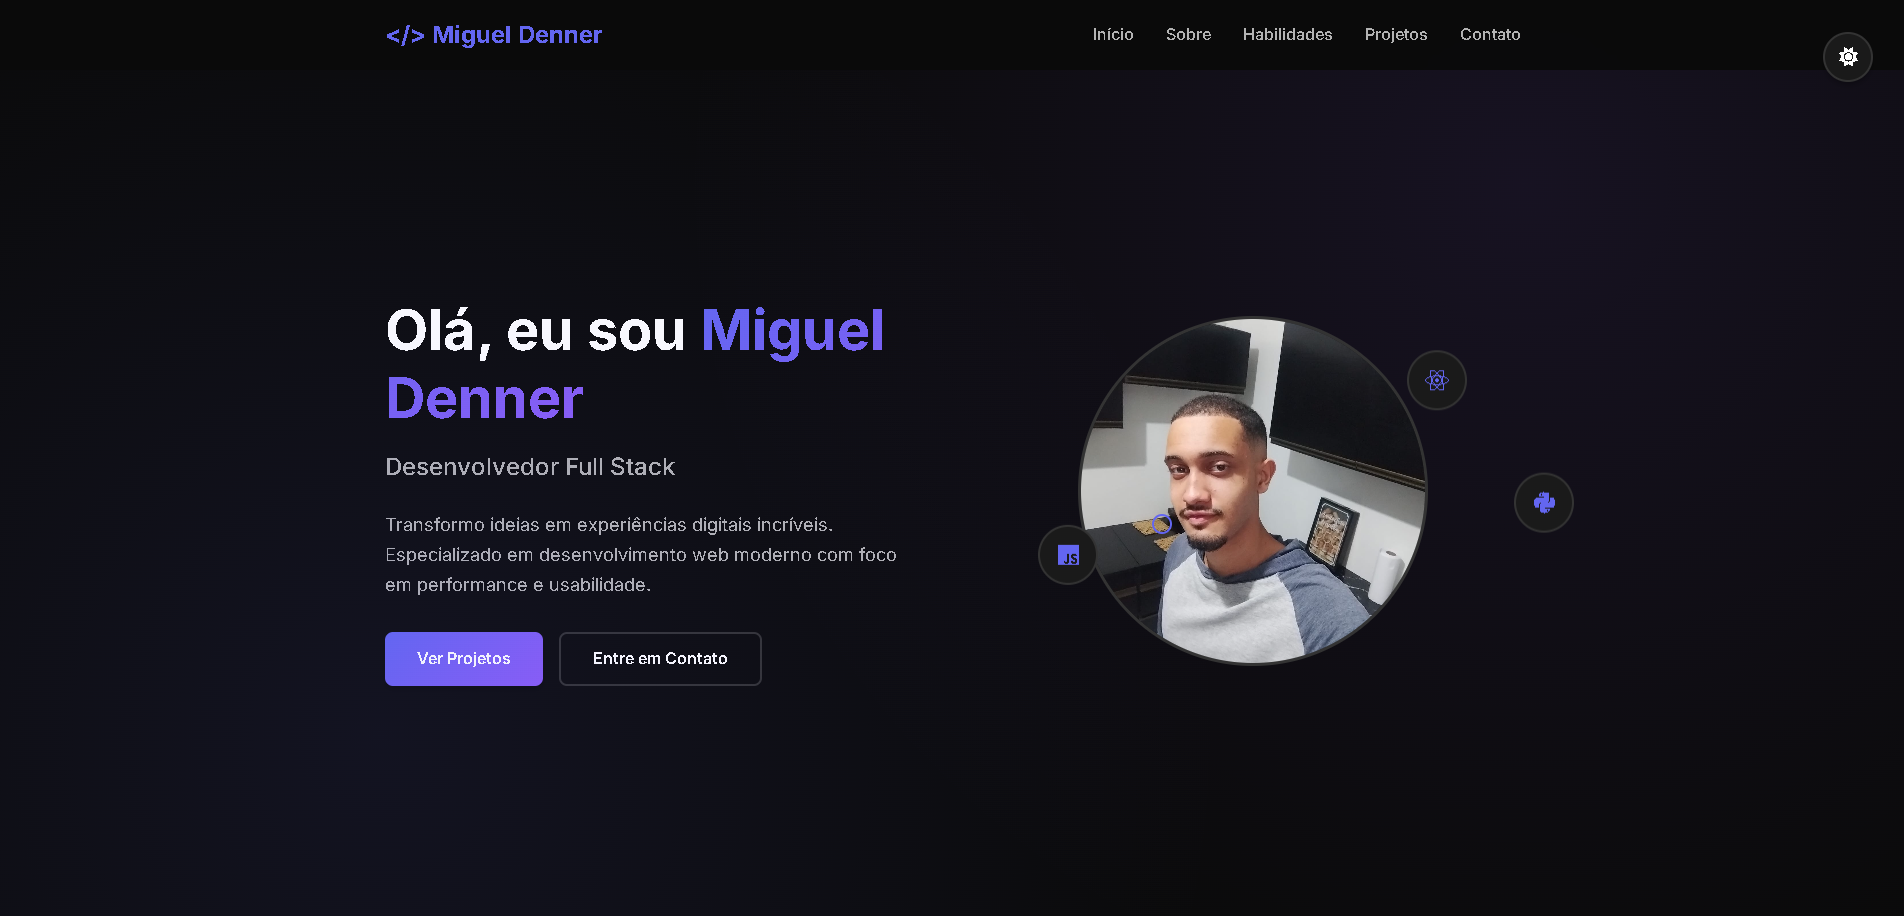 </> Miguel Denner
Início Sobre Habilidades Projetos Contato
Olá, eu sou Miguel
Denner
Desenvolvedor Full Stack
Transformo ideias em experiências digitais incríveis.
Especializado em desenvolvimento web moderno com foco
em performance e usabilidade.
Ver Projetos Entre em Contato
JS